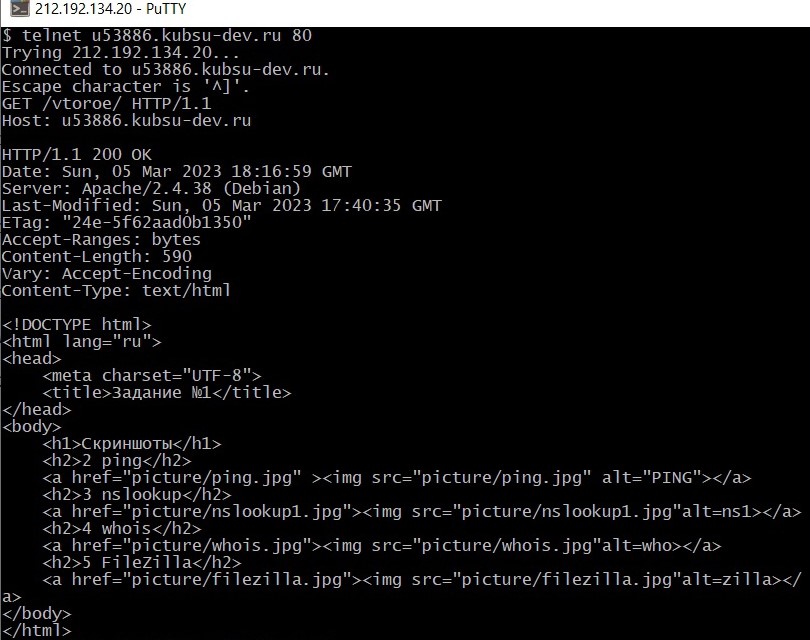 212.192.134.20 - PuTTY
$ telnet u53886.kubsu-dev.ru 80
Trying 212.192.134.20...
Connected to u53886.kubsu-dev.ru.
Escape character is '^]'.
GET /vtoroe/ HTTP/1.1
Host: u53886.kubsu-dev.ru

HTTP/1.1 200 OK
Date: Sun, 05 Mar 2023 18:16:59 GMT
Server: Apache/2.4.38 (Debian)
Last-Modified: Sun, 05 Mar 2023 17:40:35 GMT
ETag: "24e-5f62aad0b1350"
Accept-Ranges: bytes
Content-Length: 590
Vary: Accept-Encoding
Content-Type: text/html

<!DOCTYPE html>
<html lang="ru">
<head>
    <meta charset="UTF-8">
    <title>Задание №1</title>
</head>
<body>
    <h1>Скриншоты</h1>
    <h2>2 ping</h2>
    <a href="picture/ping.jpg" ><img src="picture/ping.jpg" alt="PING"></a>
    <h2>3 nslookup</h2>
    <a href="picture/nslookup1.jpg"><img src="picture/nslookup1.jpg"alt=ns1></a>
    <h2>4 whois</h2>
    <a href="picture/whois.jpg"><img src="picture/whois.jpg"alt=who></a>
    <h2>5 FileZilla</h2>
    <a href="picture/filezilla.jpg"><img src="picture/filezilla.jpg"alt=zilla></
a>
</body>
</html>